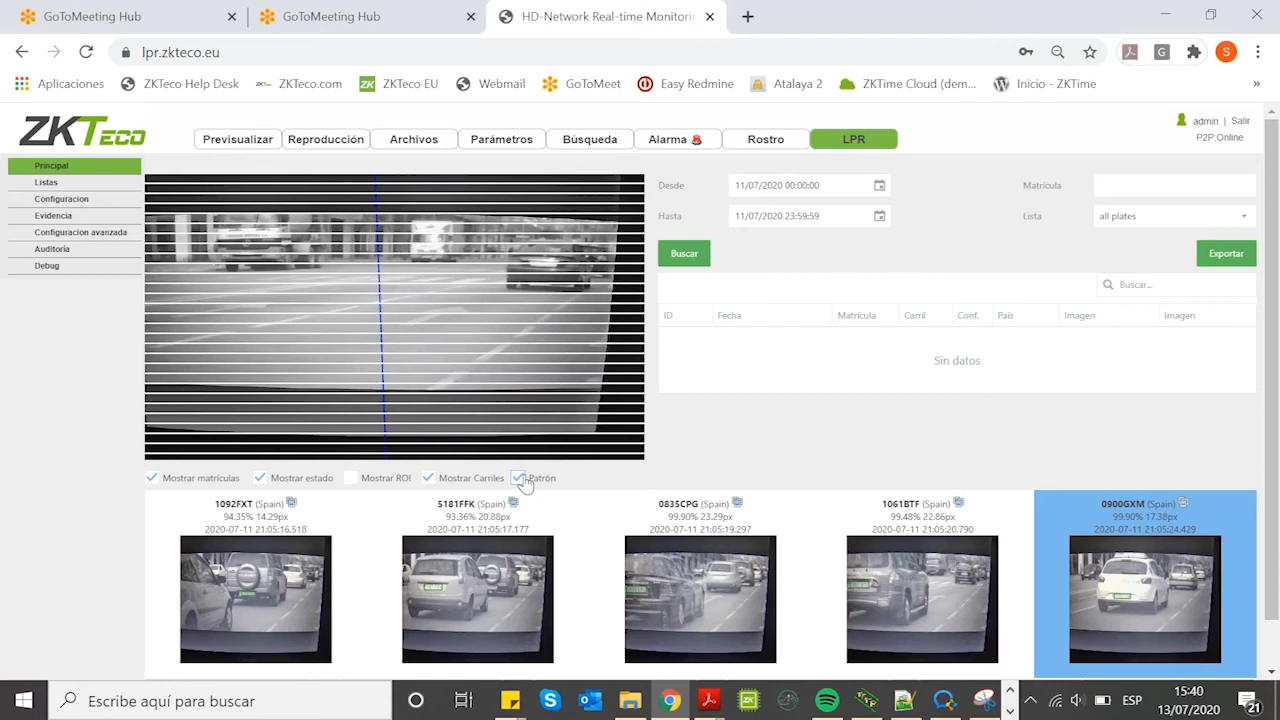 GoToMeeting Hub
GoToMeeting Hub
HD-Network Real-time Monitorin
lpr.zkteco.eu
G
S
Aplicaciones
ZKTeco Help Desk
ZKTeco.com
ZK
ZKTeco EU
Webmail
GoToMeet
Easy Redmine
Atalaya 2
ZKTime Cloud (dem...
Inicio - ZKTime
»
ZKTECO
Previsualizar
Reproducción
Archivos
Parámetros
Búsqueda
Alarma
Rostro
LPR
admin | Salir
P2P:Online
Principal
Listas
Configuracion
Evidencia
Configuracion avanzada
Auditoría
Debug
Desde
11/07/2020 00:00:00
Matrícula
Hasta
11/07/2020 23:59:59
Lista
all plates
Buscar
Exportar
Buscar...
ID
Fecha
Matrícula
Carril
Conf.
País
Imagen
Imagen
Sin datos
Mostrar matrículas
Mostrar estado
Mostrar ROI
Mostrar Carriles
Patrón
1092FXT (Spain)
94.35% 14.29px
2020-07-11 21:05:16.518
5181FFK (Spain)
93.36% 20.88px
2020-07-11 21:05:17.177
0835CPG (Spain)
99.90% 23.29px
2020-07-11 21:05:19.297
1061BTF (Spain)
99.48% 22.86px
2020-07-11 21:05:20.790
0900GXM (Spain)
99.90% 17.38px
2020-07-11 21:05:24.429
Escribe aquí para buscar
ZK
ESP
15:40
13/07/2020
21